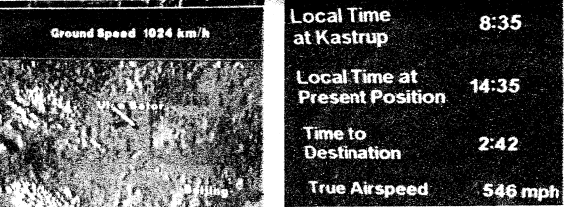 Ground Speed 1024 km/h
Beijing
Local Time
at Kastrup
8:35
Local Time at
Present Position
14:35
Time to
Destination
2:42
True Airspeed
546 mph